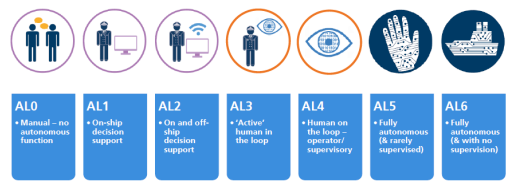 AL0
• Manual – no
autonomous
function
AL1
• On-ship
decision
support
AL2
• On and off-
ship
decision
support
AL3
• 'Active'
human in
the loop
AL4
• Human on
the loop –
operator/
supervisory
AL5
• Fully
autonomous
(& rarely
supervised)
AL6
• Fully
autonomous
(& with no
supervision)